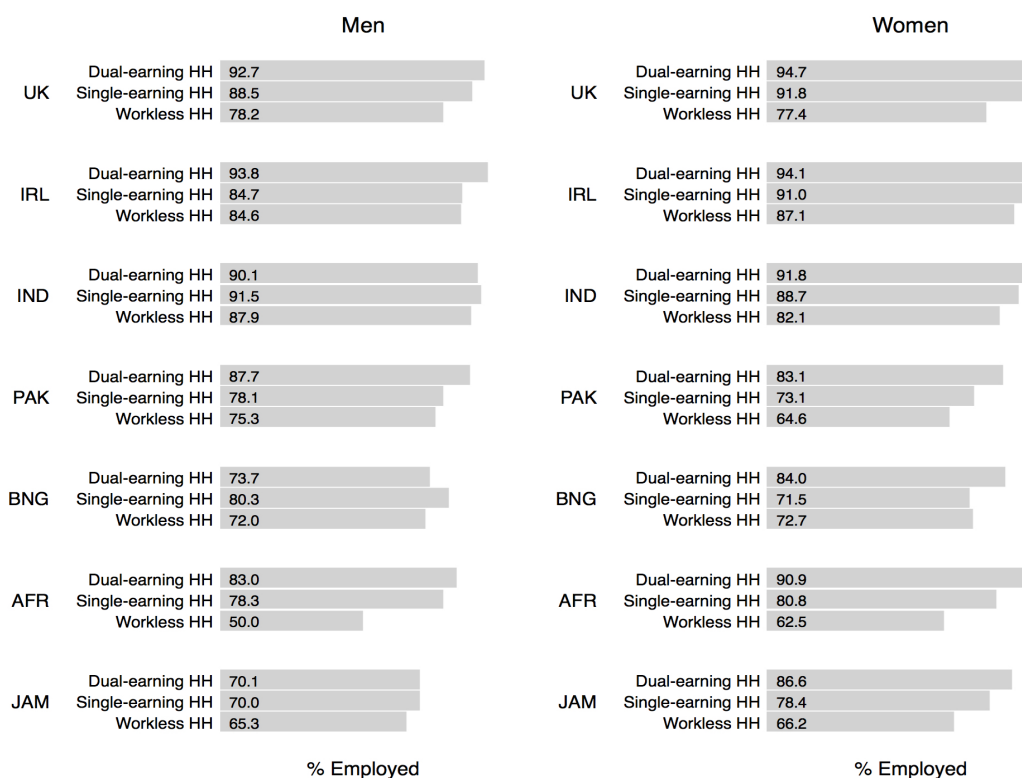 Men Women
Dual-earning HH 92.7 Dual-earning HH 94.7
UK Single-earning HH 88.5 UK Single-earning HH 91.8
Workless HH 78.2 Workless HH 77.4
Dual-earning HH 93.8 Dual-earning HH 94.1
IRL Single-earning HH 84.7 IRL Single-earning HH 91.0
Workless HH 84.6 Workless HH 87.1
Dual-earning HH 90.1 Dual-earning HH 91.8
IND Single-earning HH 91.5 IND Single-earning HH 88.7
Workless HH 87.9 Workless HH 82.1
Dual-earning HH 87.7 Dual-earning HH 83.1
PAK Single-earning HH 78.1 PAK Single-earning HH 73.1
Workless HH 75.3 Workless HH 64.6
Dual-earning HH 73.7 Dual-earning HH 84.0
BNG Single-earning HH 80.3 BNG Single-earning HH 71.5
Workless HH 72.0 Workless HH 72.7
Dual-earning HH 83.0 Dual-earning HH 90.9
AFR Single-earning HH 78.3 AFR Single-earning HH 80.8
Workless HH 50.0 Workless HH 62.5
Dual-earning HH 70.1 Dual-earning HH 86.6
JAM Single-earning HH 70.0 JAM Single-earning HH 78.4
Workless HH 65.3 Workless HH 66.2
% Employed % Employed